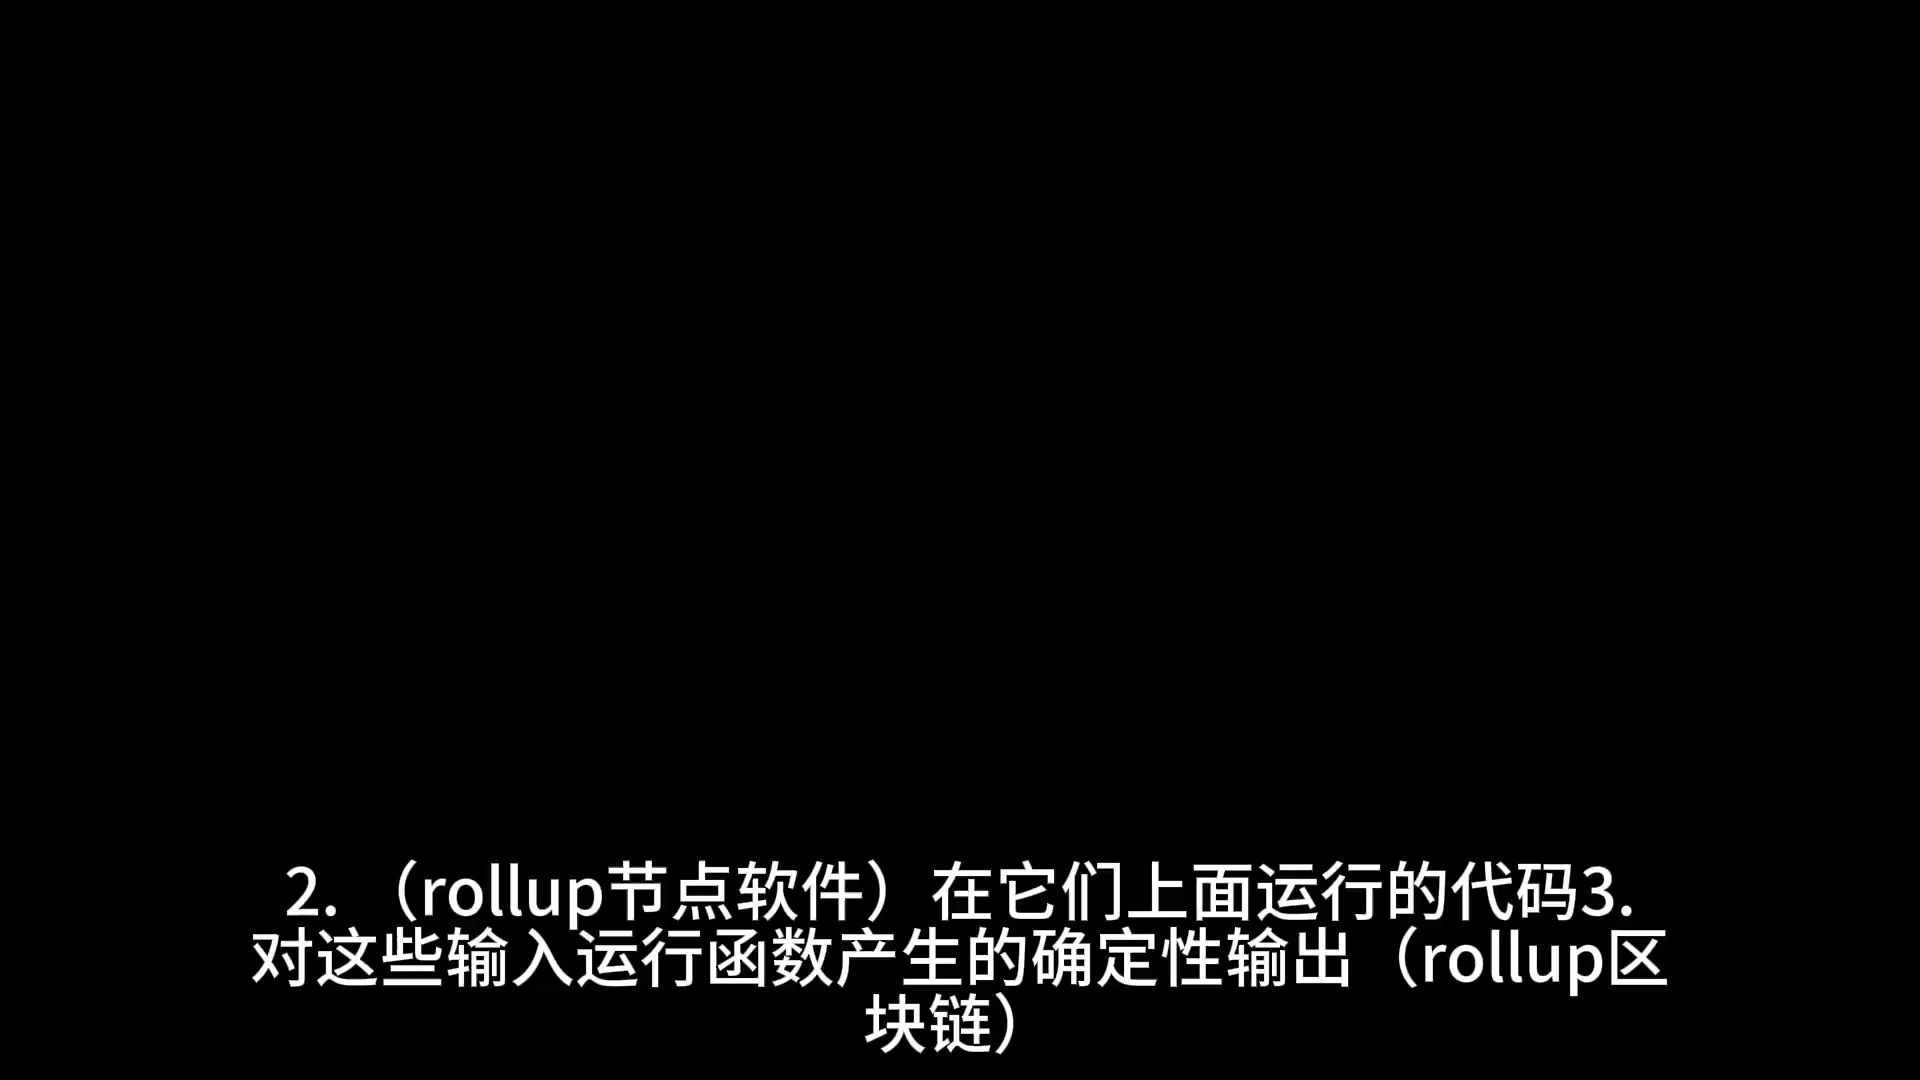 2. （rollup节点软件）在它们上面运行的代码3.
对这些输入运行函数产生的确定性输出（rollup区
块链）